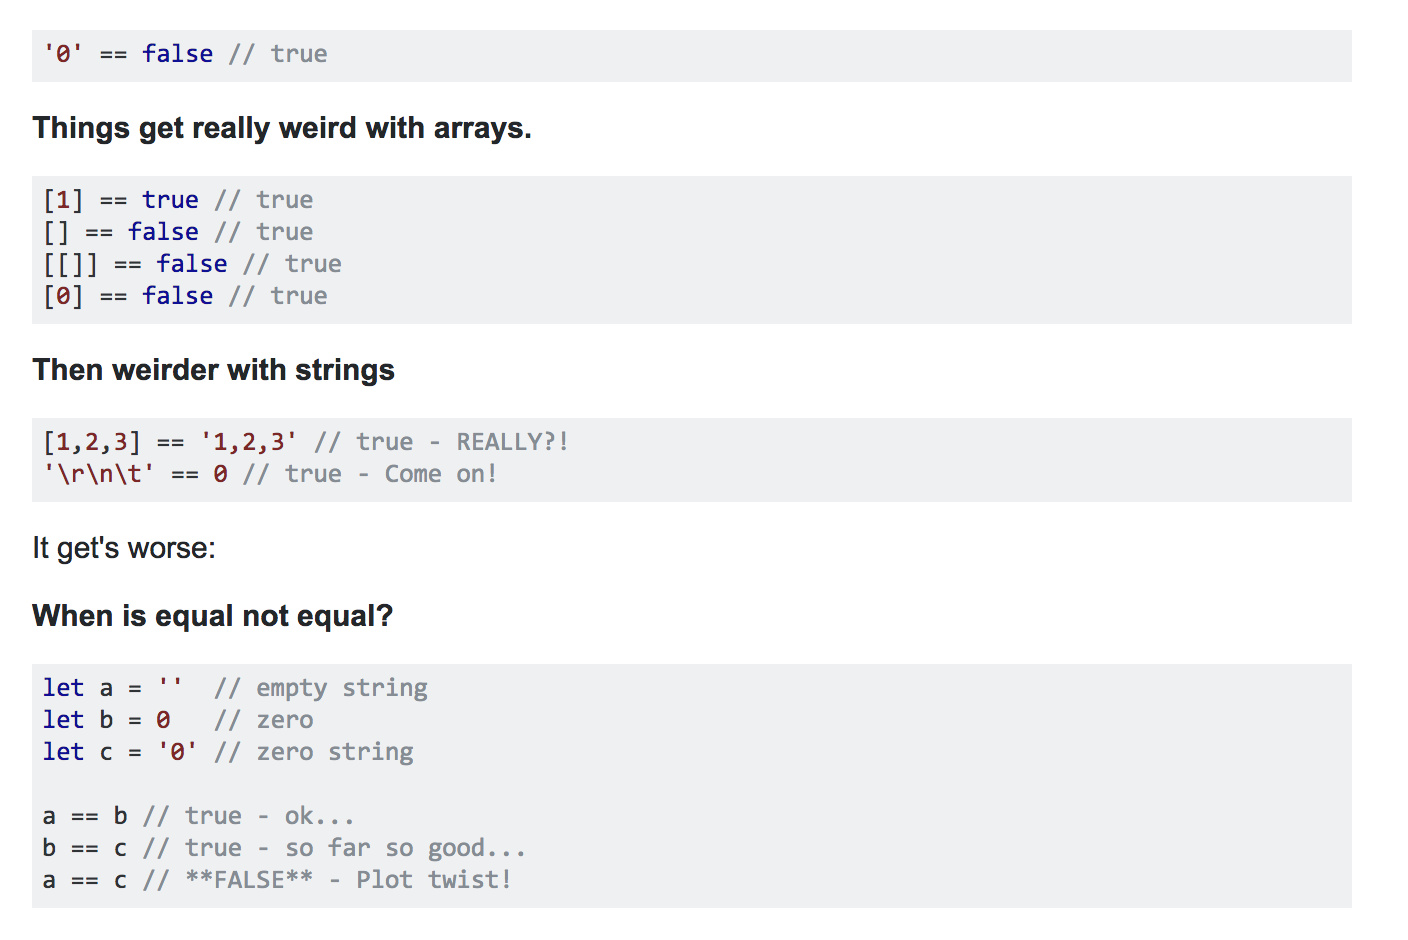 '0' == false // true
Things get really weird with arrays.
[1] == true // true
[] == false // true
[[]] == false // true
[0] == false // true
Then weirder with strings
[1,2,3] == '1,2,3' // true - REALLY?!
'\r\n\t' == 0 // true - Come on!
It get's worse:
When is equal not equal?
let a = ''  // empty string
let b = 0   // zero
let c = '0' // zero string
a == b // true - ok...
b == c // true - so far so good...
a == c // **FALSE** - Plot twist!